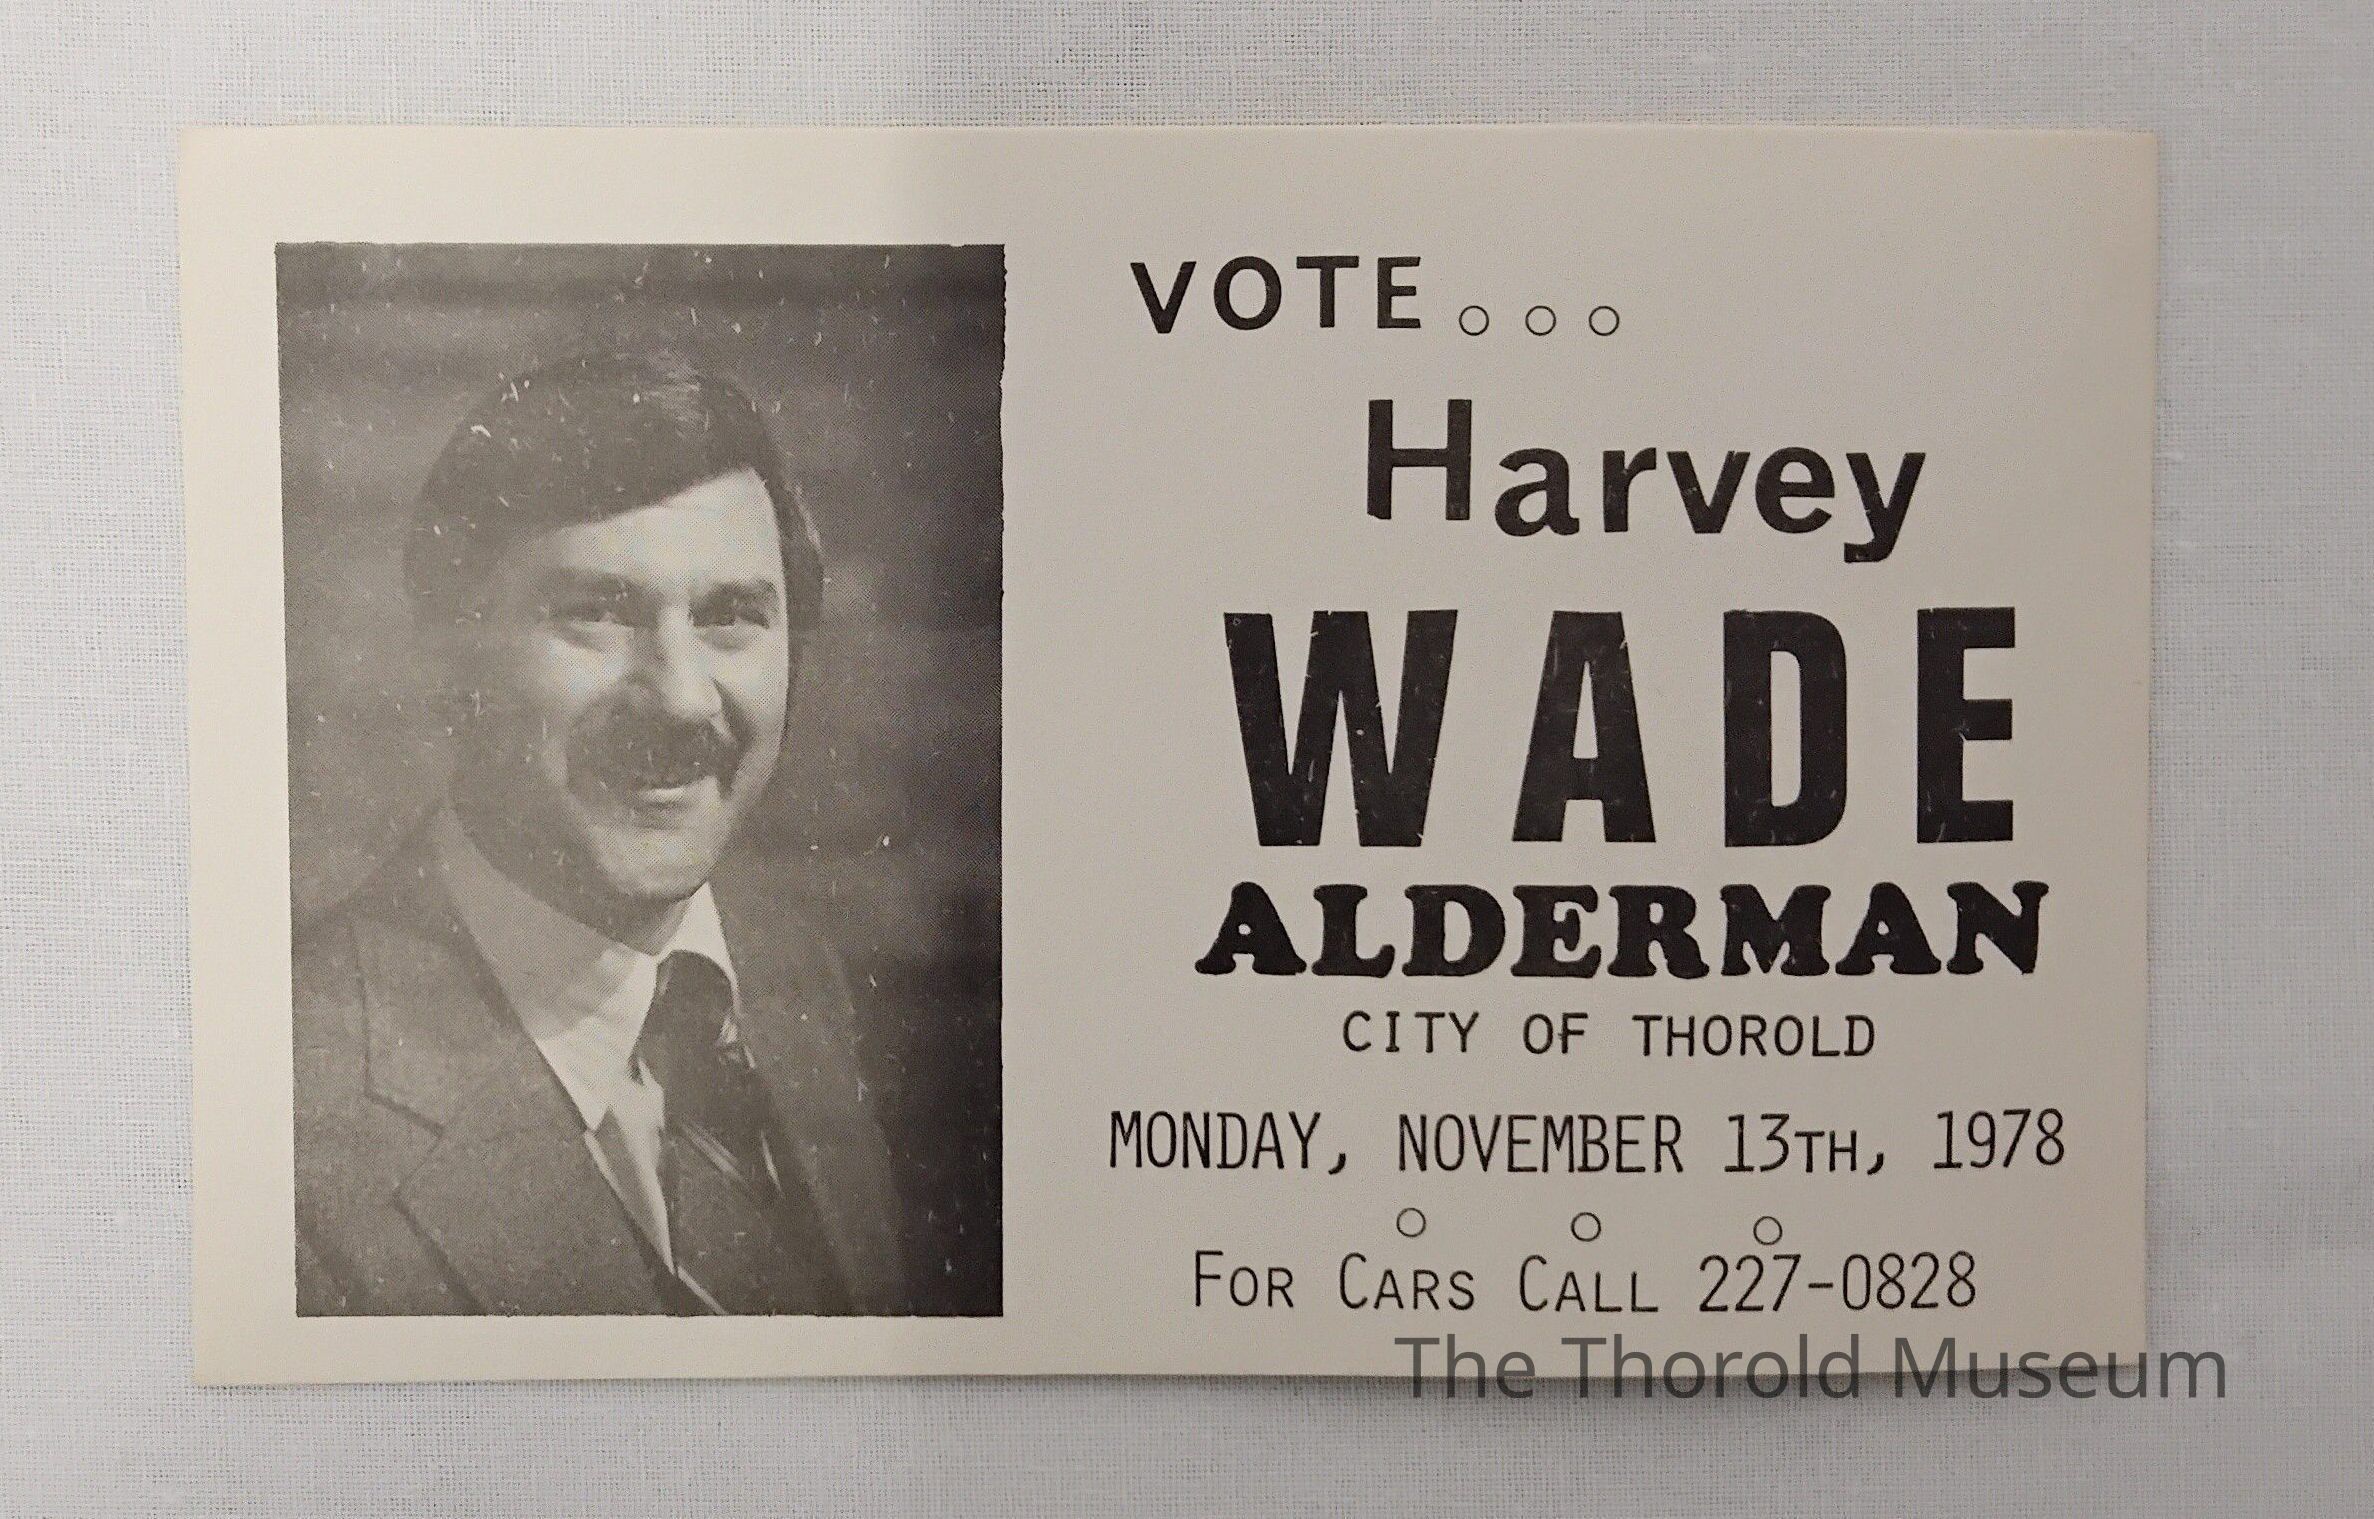 VOTE...
Harvey
WADE
ALDERMAN
CITY OF THOROLD
MONDAY, NOVEMBER 13TH, 1978
FOR CARS CALL 227-0828
The Thorold Museum